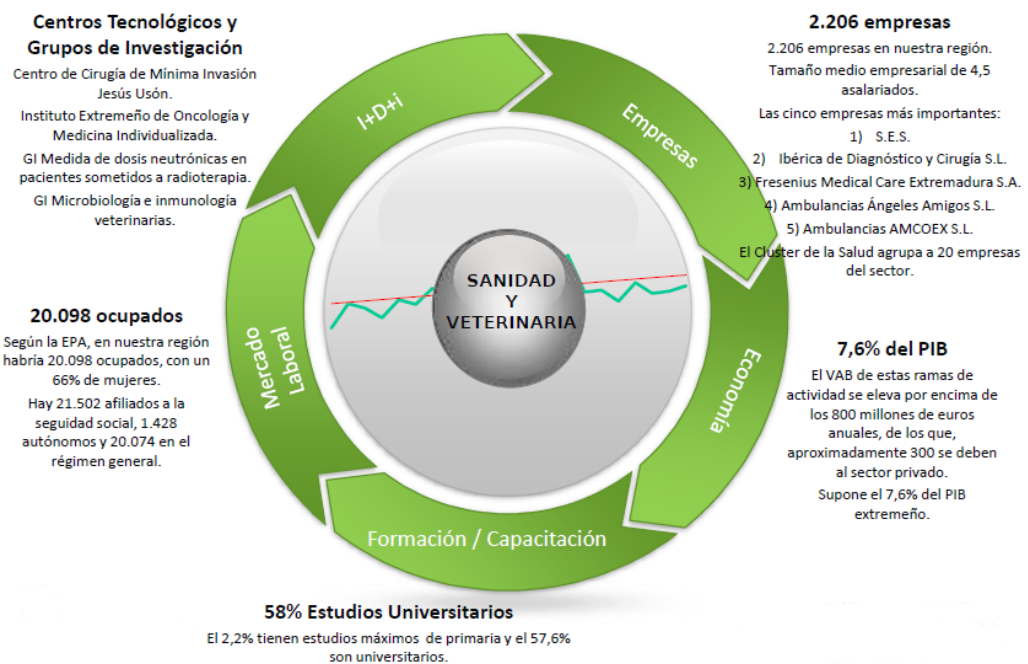 Centros Tecnológicos y
Grupos de Investigación
Centro de Cirugía de Mínima Invasión
Jesús Usón.
Instituto Extremeño de Oncología y
Medicina Individualizada.
GI Medida de dosis neutrónicas en
pacientes sometidos a radioterapia.
GI Microbiología e inmunología
veterinarias.
2.206 empresas
2.206 empresas en nuestra región.
Tamaño medio empresarial de 4,5
asalariados.
Las cinco empresas más importantes:
1) S.E.S.
2) Ibérica de Diagnóstico y Cirugía S.L.
3) Fresenius Medical Care Extremadura S.A.
4) Ambulancias Ángeles Amigos S.L.
5) Ambulancias AMCOEX S.L.
El Cluster de la Salud agrupa a 20 empresas
del sector.
I+D+i
Empresas
Economía
Formación / Capacitación
Mercado
Laboral
SANIDAD
Y
VETERINARIA
20.098 ocupados
Según la EPA, en nuestra región
habría 20.098 ocupados, con un
66% de mujeres.
Hay 21.502 afiliados a la
seguidad social, 1.428
autónomos y 20.074 en el
régimen general.
7,6% del PIB
El VAB de estas ramas de
actividad se eleva por encima de
los 800 millones de euros
anuales, de los que,
aproximadamente 300 se deben
al sector privado.
Supone el 7,6% del PIB
extremeño.
58% Estudios Universitarios
El 2,2% tienen estudios máximos de primaria y el 57,6%
son universitarios.